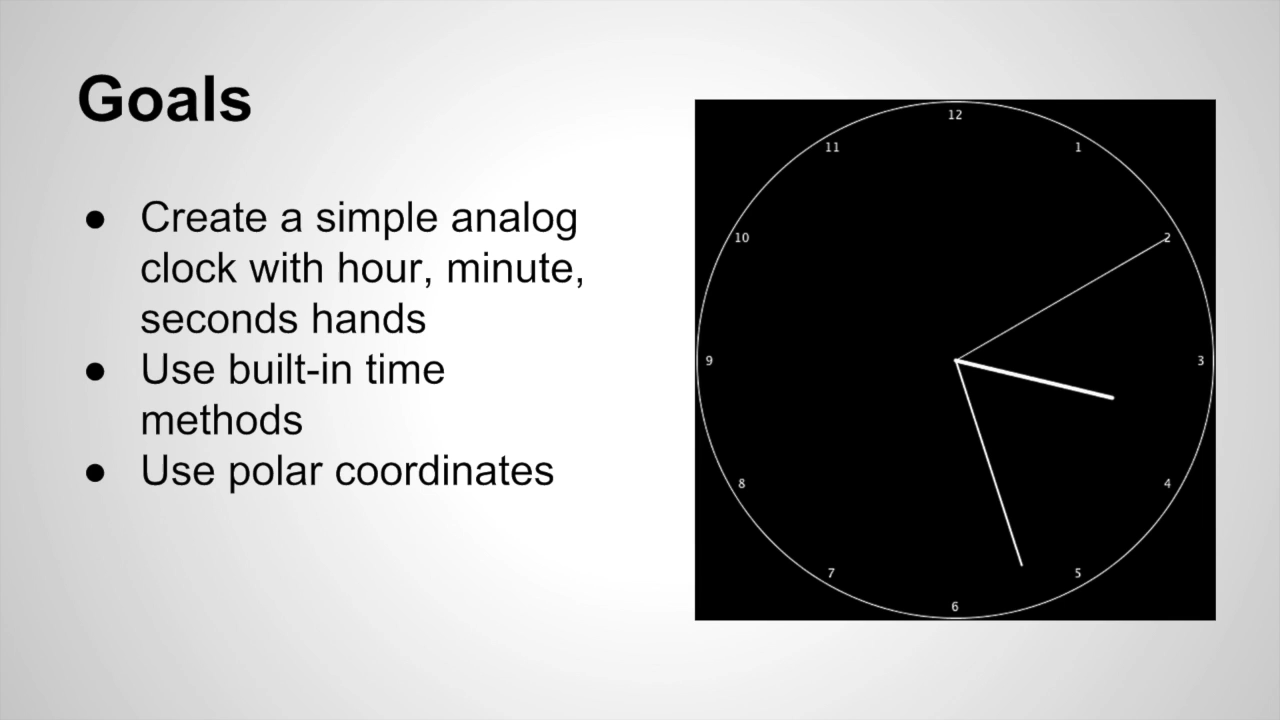 Goals
● Create a simple analog
clock with hour, minute,
seconds hands
● Use built-in time
methods
● Use polar coordinates
12
11
1
10
2
9
3
8
4
7
5
6